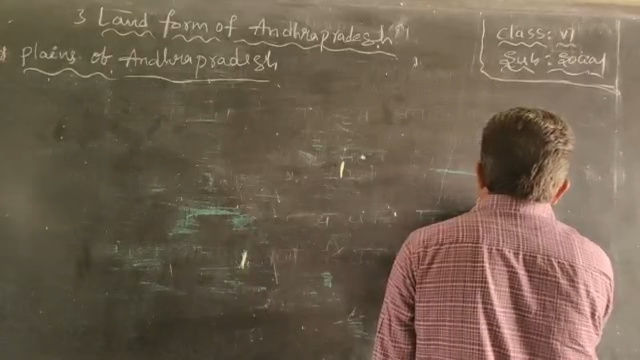 3 Land form of Andhrapradesh
plains of Andhrapradesh
class: VI
Sub: Social